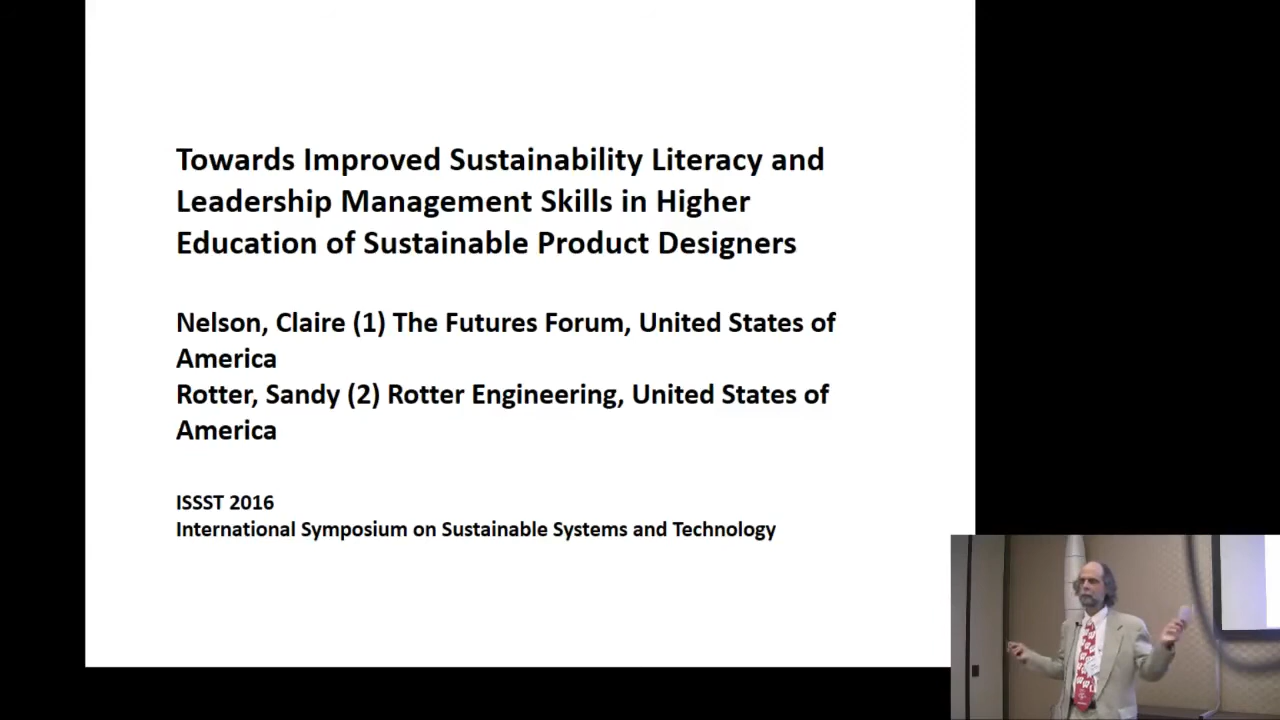 Towards Improved Sustainability Literacy and
Leadership Management Skills in Higher
Education of Sustainable Product Designers
Nelson, Claire (1) The Futures Forum, United States of
America
Rotter, Sandy (2) Rotter Engineering, United States of
America
ISSST 2016
International Symposium on Sustainable Systems and Technology